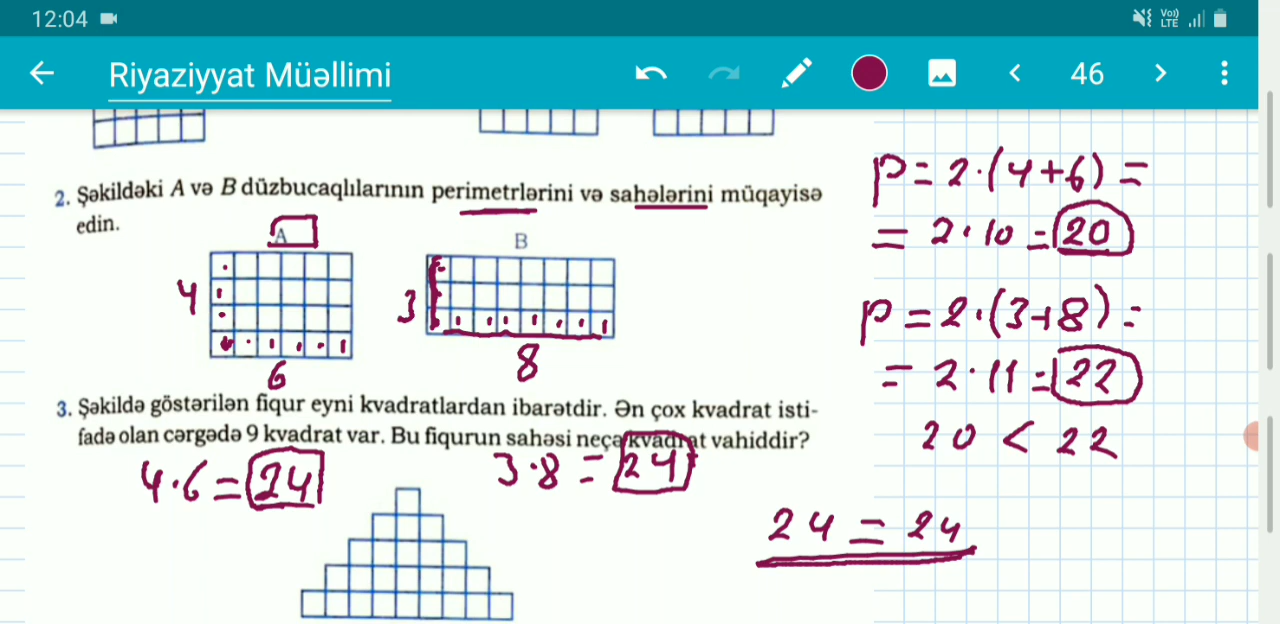 12:04
Vo)) LTE
Riyaziyyat Müəllimi
46
2. Şəkildəki A və B düzbucaqlılarının perimetrlərini və sahələrini müqayisə
edin.
A
B
4
6
3
8
P = 2·(4+6) =
= 2·10 = 20
P = 2·(3+8) =
= 2·11 = 22
20 < 22
3. Şəkildə göstərilən fiqur eyni kvadratlardan ibarətdir. Ən çox kvadrat isti-
fadə olan cərgədə 9 kvadrat var. Bu fiqurun sahəsi neçə kvadrat vahiddir?
4·6 = 24
3·8 = 24
24 = 24